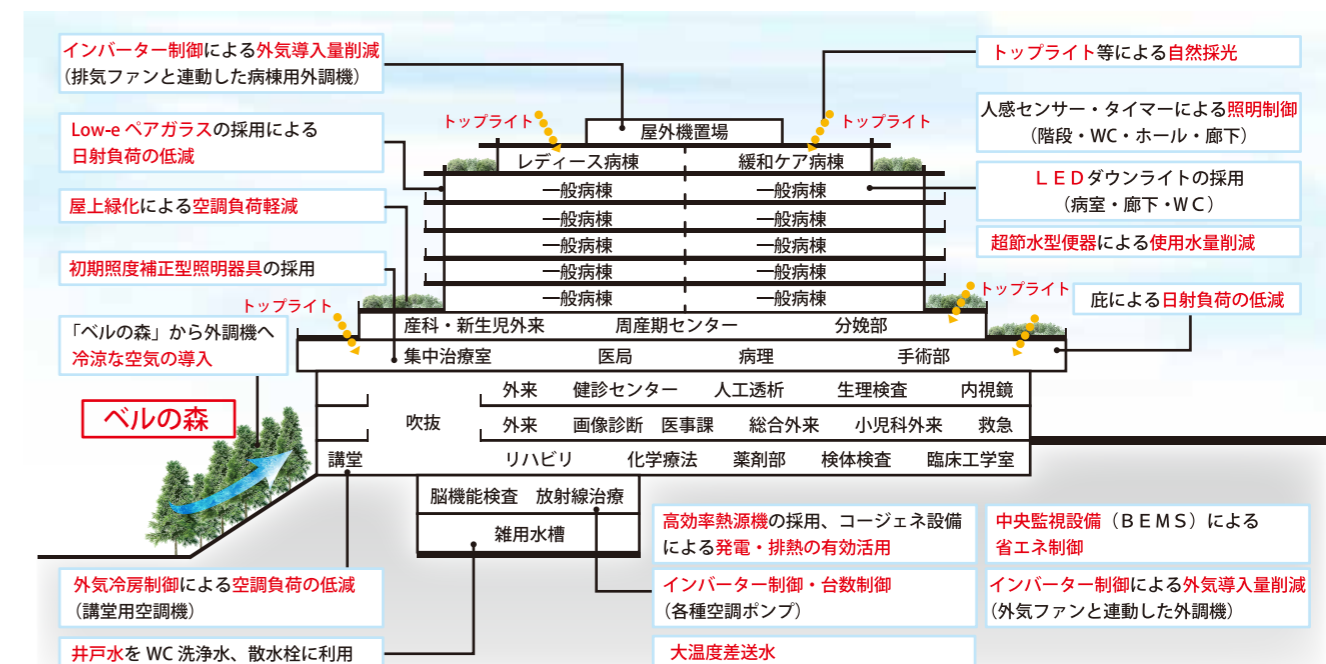 インバーター制御による外気導入量削減
(排気ファンと連動した病棟用外調機)
Low-e ペアガラスの採用による
日射負荷の低減
屋上緑化による空調負荷軽減
初期照度補正型照明器具の採用
「ベルの森」から外調機へ
冷涼な空気の導入
ベルの森
トップライト
トップライト
トップライト
トップライト
屋外機置場
レディース病棟 緩和ケア病棟
一般病棟 一般病棟
一般病棟 一般病棟
一般病棟 一般病棟
一般病棟 一般病棟
一般病棟 一般病棟
産科・新生児外来 周産期センター 分娩部
集中治療室 医局 病理 手術部
外来 健診センター 人工透析 生理検査 内視鏡
吹抜
外来 画像診断 医事課 総合外来 小児科外来 救急
講堂 リハビリ 化学療法 薬剤部 検体検査 臨床工学室
脳機能検査 放射線治療
雑用水槽
トップライト等による自然採光
人感センサー・タイマーによる照明制御
(階段・WC・ホール・廊下)
LEDダウンライトの採用
(病室・廊下・WC)
超節水型便器による使用水量削減
庇による日射負荷の低減
外気冷房制御による空調負荷の低減
(講堂用空調機)
井戸水を WC 洗浄水、散水栓に利用
高効率熱源機の採用、コージェネ設備
による発電・排熱の有効活用
インバーター制御・台数制御
(各種空調ポンプ)
大温度差送水
中央監視設備(BEMS)による
省エネ制御
インバーター制御による外気導入量削減
(外気ファンと連動した外調機)